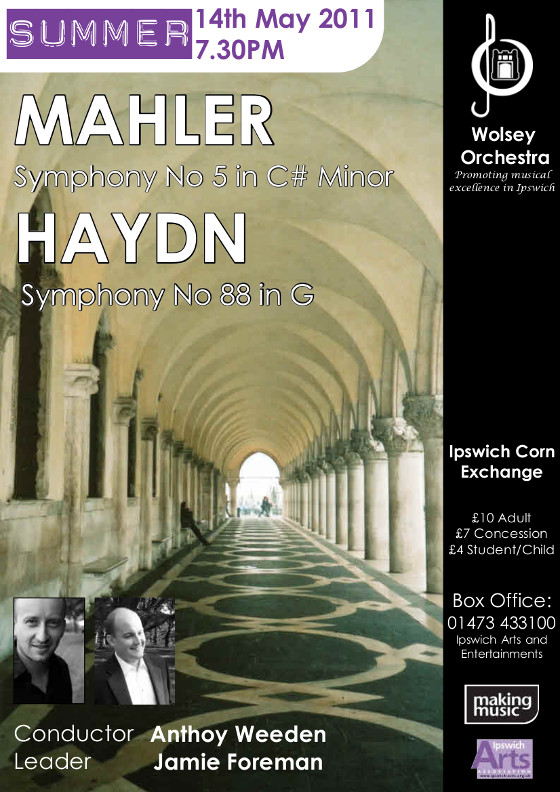 SUMMER
14th May 2011
7.30PM
MAHLER
Symphony No 5 in C# Minor
HAYDN
Symphony No 88 in G
Wolsey
Orchestra
Promoting musical
excellence in Ipswich
Ipswich Corn
Exchange
£10 Adult
£7 Concession
£4 Student/Child
Box Office:
01473 433100
Ipswich Arts and
Entertainments
making
music
Ipswich
Arts
ASSOCIATION
Conductor Anthoy Weeden
Leader Jamie Foreman